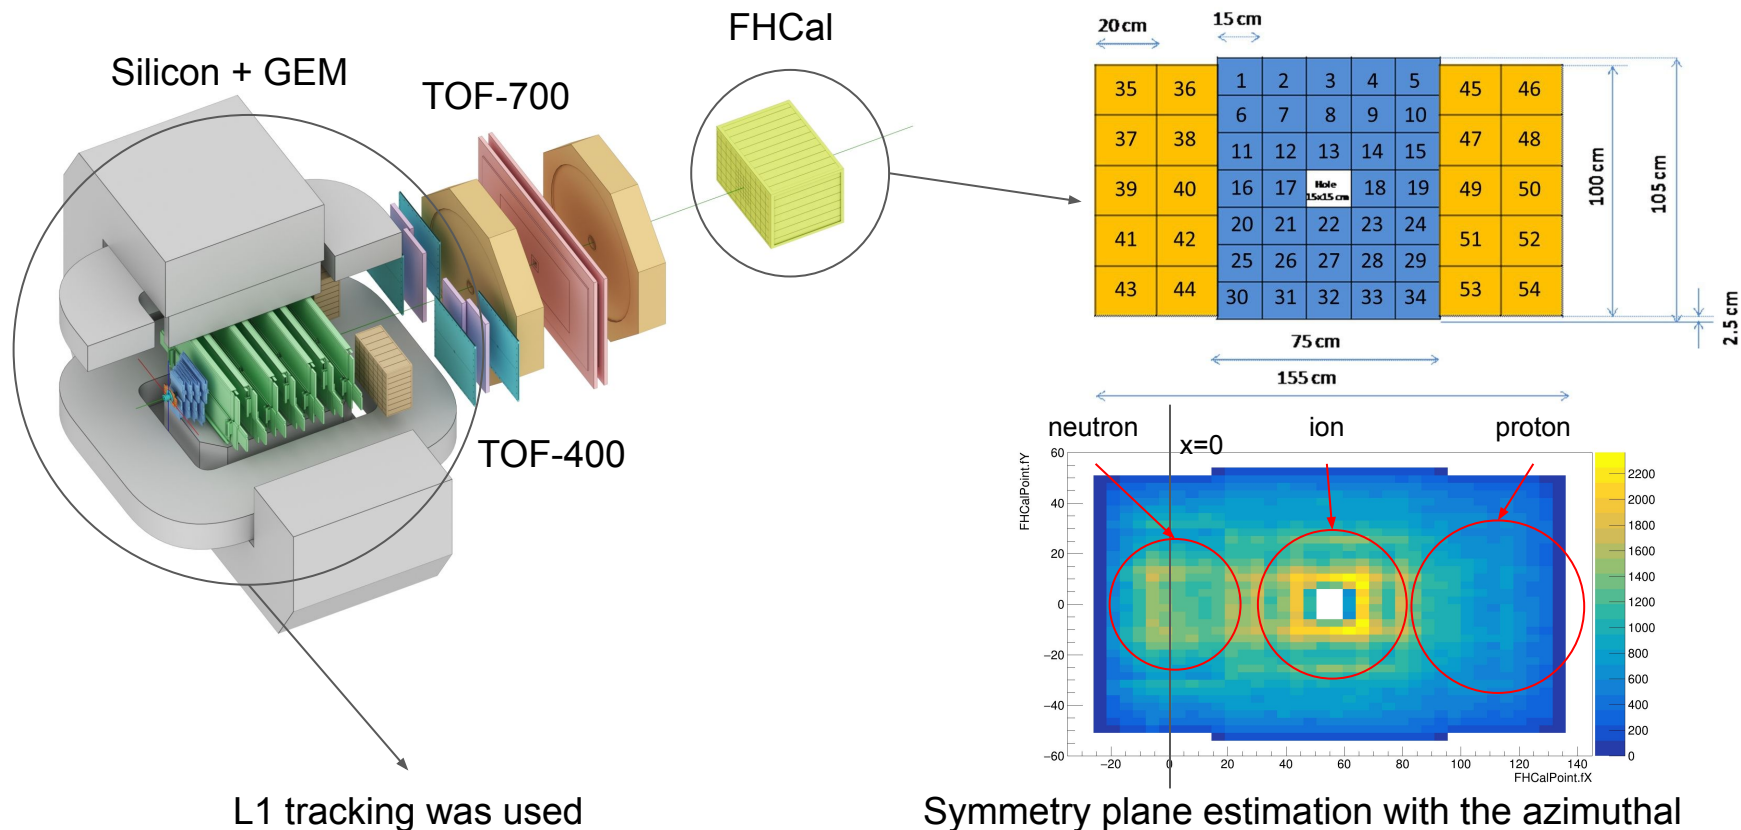 FHCal
Silicon + GEM
TOF-700
TOF-400
20 cm
15 cm
35 36 1 2 3 4 5 45 46
6 7 8 9 10
37 38 11 12 13 14 15 47 48
39 40 16 17 Hole 15x15 cm 18 19 49 50
41 42 20 21 22 23 24 51 52
25 26 27 28 29
43 44 30 31 32 33 34 53 54
100 cm
105 cm
2.5 cm
75 cm
155 cm
neutron ion proton
x=0
FHCalPoint.fY
60
40
20
0
−20
−40
−60
−20 0 20 40 60 80 100 120 140
FHCalPoint.fX
2200
2000
1800
1600
1400
1200
1000
800
600
400
200
0
L1 tracking was used
Symmetry plane estimation with the azimuthal